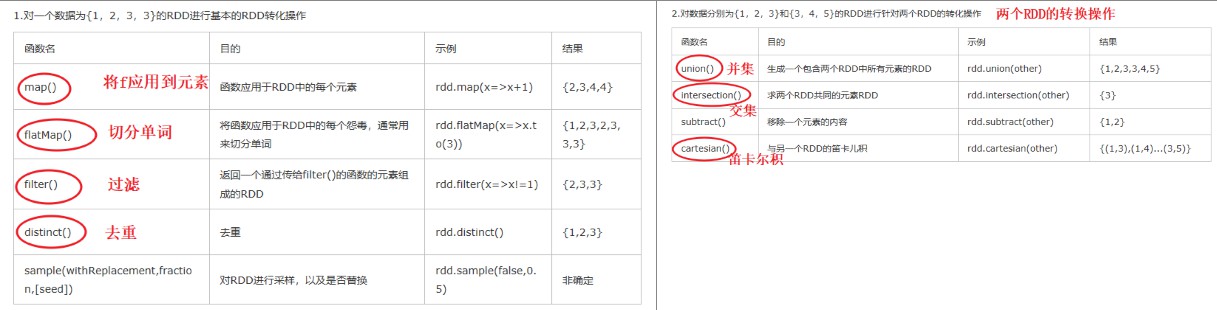 1.对一个数据为{1，2，3，3}的RDD进行基本的RDD转化操作
函数名 目的 示例 结果
map() 将f应用到元素 函数应用于RDD中的每个元素 rdd.map(x=>x+1) {2,3,4,4}
flatMap() 切分单词 将函数应用于RDD中的每个怨毒，通常用 rdd.flatMap(x=>x.t {1,2,3,2,3,
来切分单词 o(3)) 3,3}
filter() 过滤 返回一个通过传给filter()的函数的元素组 rdd.filter(x=>x!=1) {2,3,3}
成的RDD
distinct() 去重 去重 rdd.distinct() {1,2,3}
sample(withReplacement,fractio 对RDD进行采样，以及是否替换 rdd.sample(false,0. 非确定
n,[seed]) 5)
2.对数据分别为{1，2，3}和{3，4，5}的RDD进行针对两个RDD的转化操作 两个RDD的转换操作
函数名 目的 示例 结果
union() 并集 生成一个包含两个RDD中所有元素的RDD rdd.union(other) {1,2,3,3,4,5}
intersection() 交集 求两个RDD共同的元素RDD rdd.intersection(other) {3}
subtract() 移除一个元素的内容 rdd.subtract(other) {1,2}
cartesian() 笛卡尔积 与另一个RDD的笛卡儿积 rdd.cartesian(other) {(1,3),(1,4)...(3,5)}